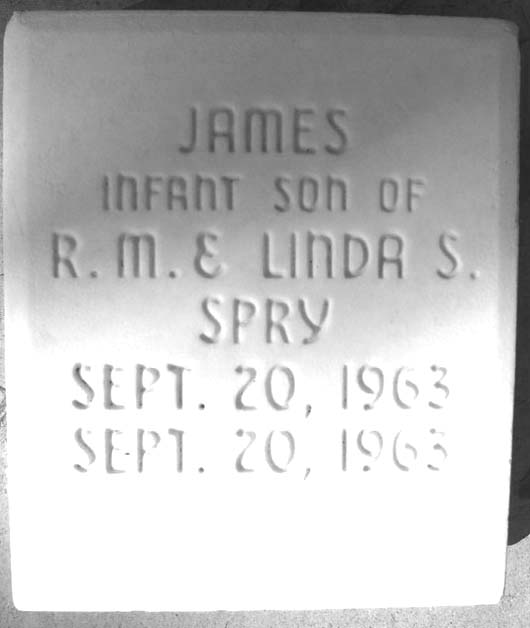 JAMES
INFANT SON OF
R. M. & LINDA S.
SPRY
SEPT. 20, 1963
SEPT. 20, 1963